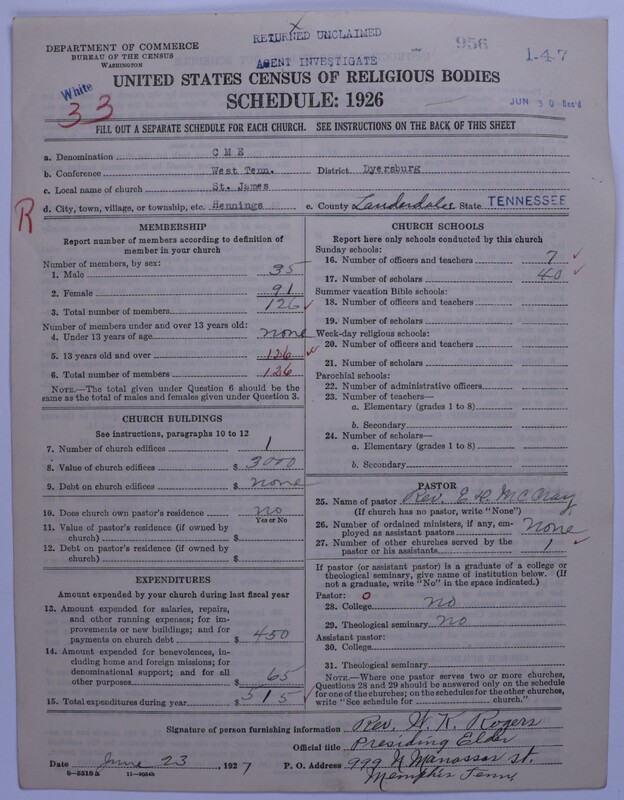 X
RETURNED UNCLAIMED
956
1-47
DEPARTMENT OF COMMERCE
BUREAU OF THE CENSUS
WASHINGTON
AGENT INVESTIGATE
White
33
UNITED STATES CENSUS OF RELIGIOUS BODIES
SCHEDULE: 1926
JUN 30 Rec'd
FILL OUT A SEPARATE SCHEDULE FOR EACH CHURCH. SEE INSTRUCTIONS ON THE BACK OF THIS SHEET
a. Denomination C M E
b. Conference West Tenn. District Dyersburg
c. Local name of church St. James
d. City, town, village, or township, etc. Hennings e. County Lauderdale State TENNESSEE
R
MEMBERSHIP
Report number of members according to definition of
member in your church
Number of members, by sex:
1. Male 35
2. Female 91
3. Total number of members 126
Number of members under and over 13 years old:
4. Under 13 years of age none
5. 13 years old and over 126
6. Total number of members 126
NOTE.—The total given under Question 6 should be
the same as the total of males and females given under Question 3.
CHURCH BUILDINGS
See instructions, paragraphs 10 to 12
7. Number of church edifices 1
8. Value of church edifices $ 3000
9. Debt on church edifices $ none
10. Does church own pastor's residence no
Yes or No
11. Value of pastor's residence (if owned by
church) $
12. Debt on pastor's residence (if owned by
church) $
EXPENDITURES
Amount expended by your church during last fiscal year
13. Amount expended for salaries, repairs,
and other running expenses; for im-
provements or new buildings; and for
payments on church debt $ 450
14. Amount expended for benevolences, in-
cluding home and foreign missions; for
denominational support; and for all
other purposes $ 65
15. Total expenditures during year $ 515
CHURCH SCHOOLS
Report here only schools conducted by this church
Sunday schools:
16. Number of officers and teachers 7
17. Number of scholars 40
Summer vacation Bible schools:
18. Number of officers and teachers
19. Number of scholars
Week-day religious schools:
20. Number of officers and teachers
21. Number of scholars
Parochial schools:
22. Number of administrative officers
23. Number of teachers—
a. Elementary (grades 1 to 8)
b. Secondary
24. Number of scholars—
a. Elementary (grades 1 to 8)
b. Secondary
PASTOR
25. Name of pastor Rev. E. D. McCray
(If church has no pastor, write "None")
26. Number of ordained ministers, if any, em-
ployed as assistant pastors none
27. Number of other churches served by the
pastor or his assistants 1
If pastor (or assistant pastor) is a graduate of a college or
theological seminary, give name of institution below. (If
not a graduate, write "No" in the space indicated.)
Pastor: 0
28. College no
29. Theological seminary no
Assistant pastor:
30. College
31. Theological seminary
NOTE.—Where one pastor serves two or more churches,
Questions 28 and 29 should be answered only on the schedule
for one of the churches; on the schedules for the other churches,
write "See schedule for church."
Signature of person furnishing information Rev. W. K. Rogers
Official title Presiding Elder
Date June 23, 1927 P. O. Address 999 N Manassas st.
Memphis Tenn